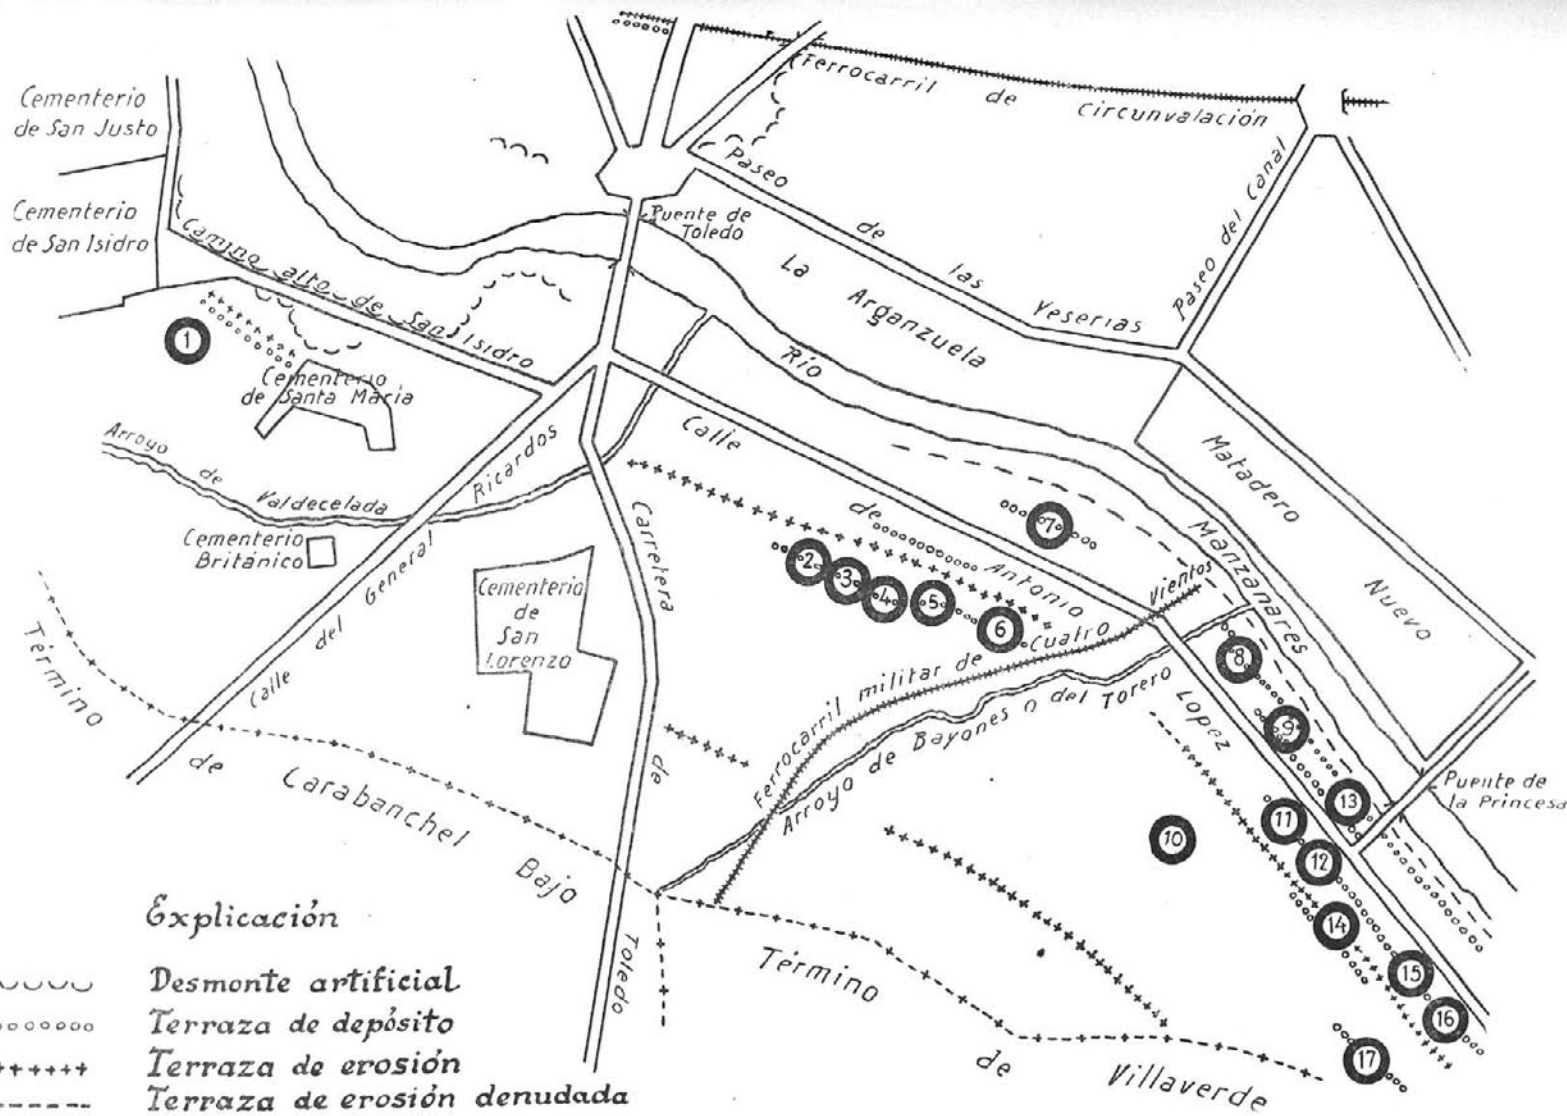 Ferrocarril de Circunvalación
Cementerio
de San Justo
Cementerio
de San Isidro
Paseo de las Yeserias
Paseo del Canal
Puente de
Toledo
La Arganzuela
Camino alto de San Isidro
Río Manzanares
1
Cementerio
de Santa María
Arroyo de Valdecelada
Cementerio
Británico
Calle del General Ricardos
Calle de Antonio Lopez
Carretera de Toledo
Cementerio
de
San
Lorenzo
Matadero Nuevo
7
2
3
4
5
6
8
9
13
11
10
12
14
15
16
17
Ferrocarril militar de Cuatro Vientos
Arroyo de Bayones o del Torero
Puente de
la Princesa
Término de Carabanchel Bajo
Término de Villaverde
Explicación
Desmonte artificial
Terraza de depósito
Terraza de erosión
Terraza de erosión denudada